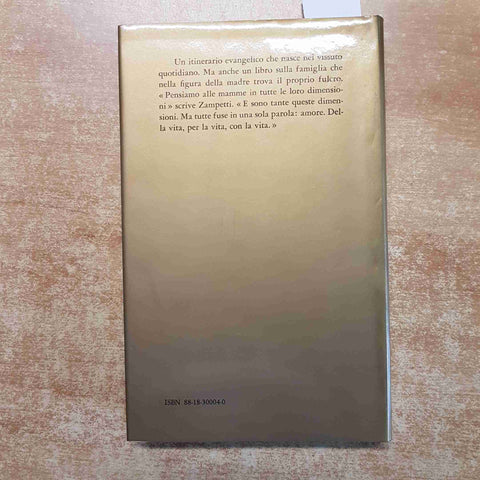 Un itinerario evangelico che nasce nel vissuto
quotidiano. Ma anche un libro sulla famiglia che
nella figura della madre trova il proprio fulcro.
« Pensiamo alle mamme in tutte le loro dimensio-
ni » scrive Zampetti. « E sono tante queste dimen-
sioni. Ma tutte fuse in una sola parola: amore. Del-
la vita, per la vita, con la vita. »
ISBN 88-18-30004-0